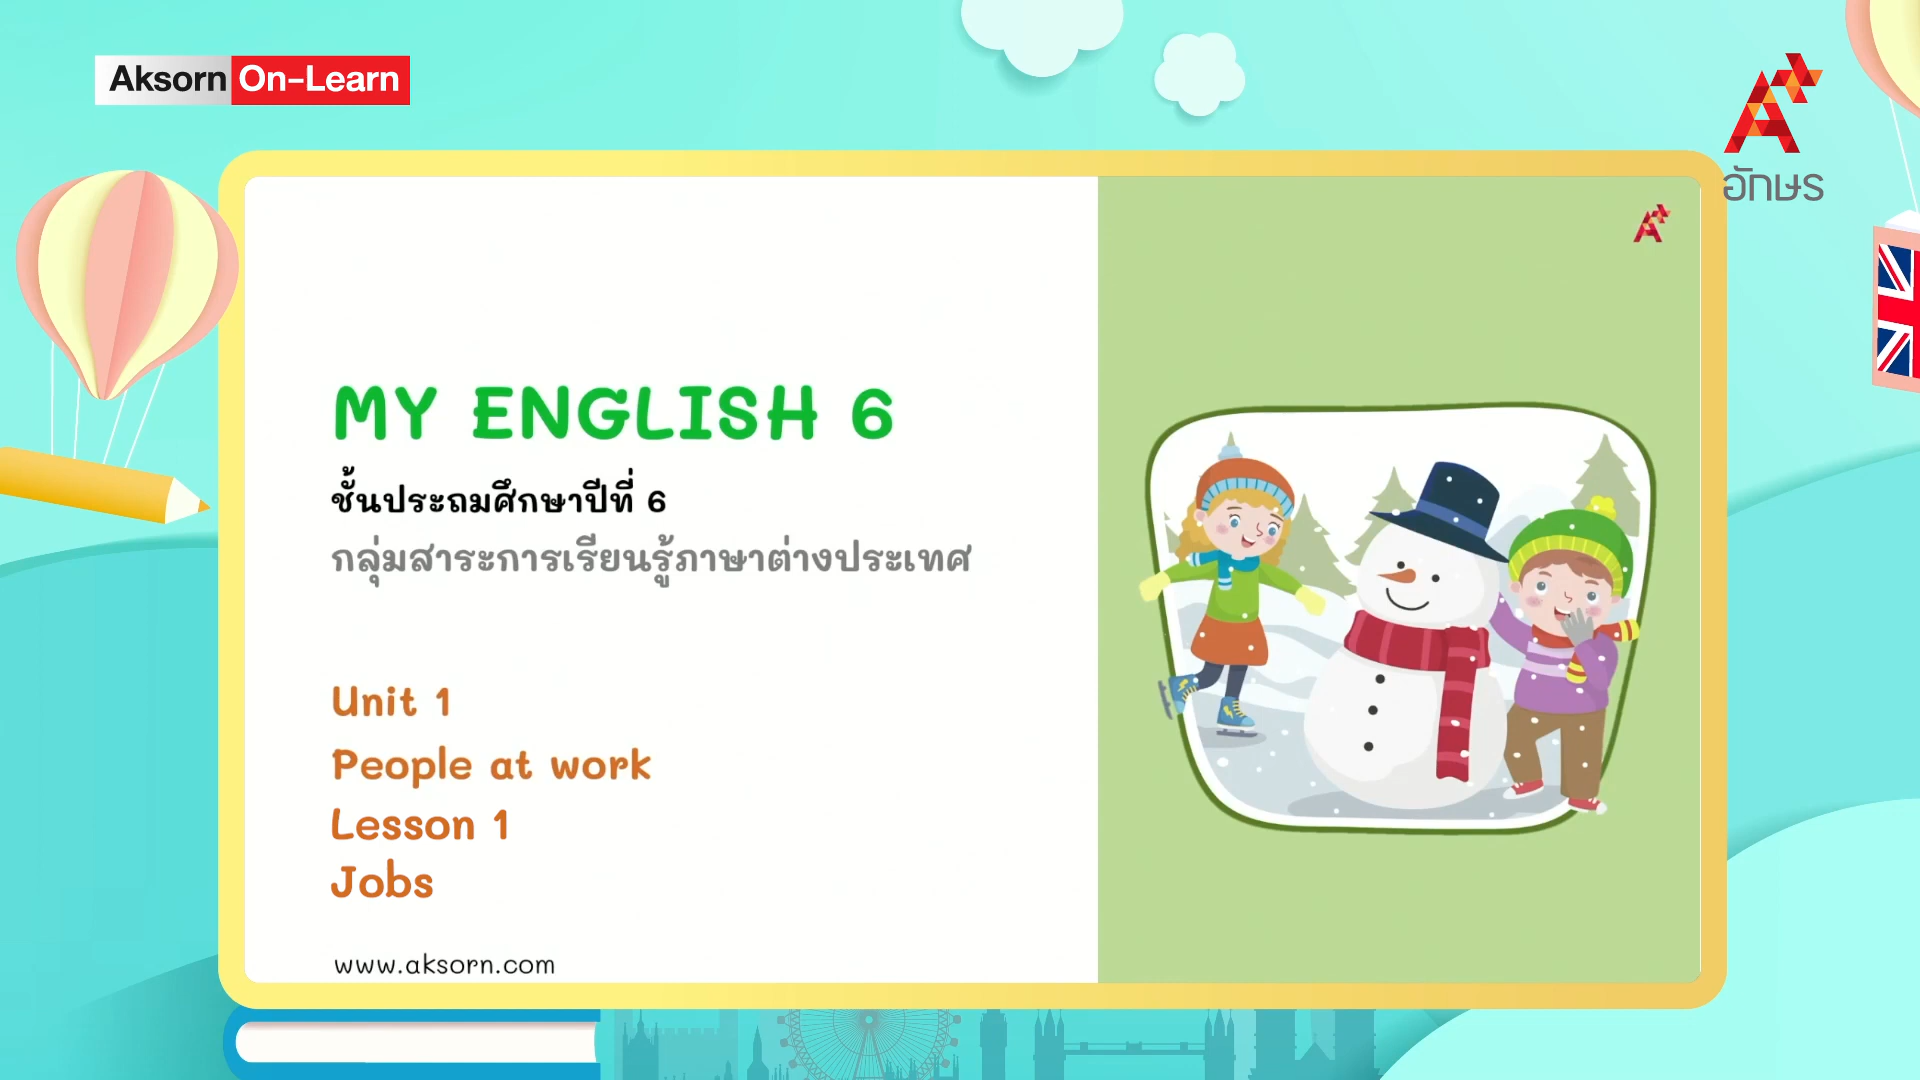 Aksorn On-Learn
อักษร
MY ENGLISH 6
ชั้นประถมศึกษาปีที่ 6
กลุ่มสาระการเรียนรู้ภาษาต่างประเทศ
Unit 1
People at work
Lesson 1
Jobs
www.aksorn.com